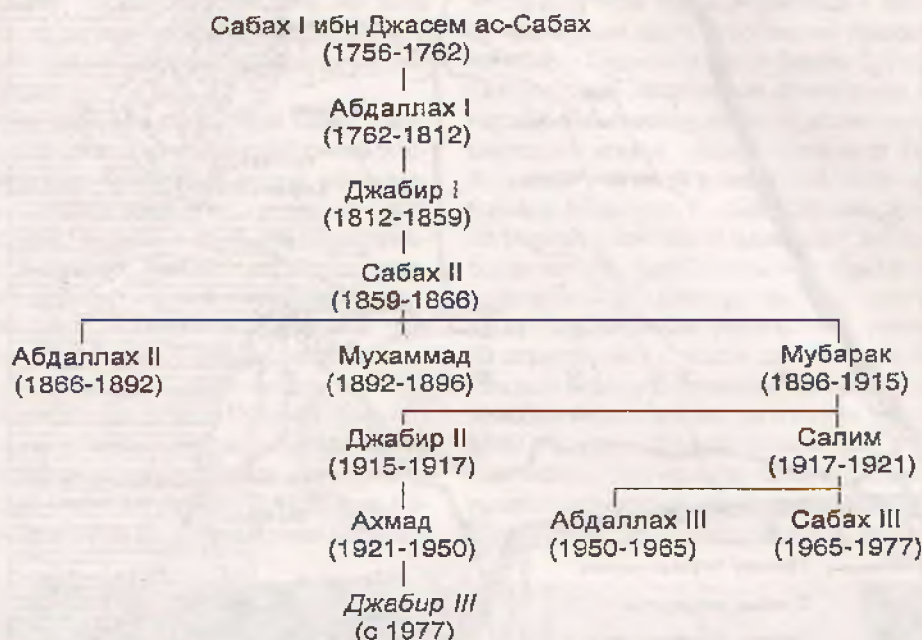 Сабах I ибн Джасем ас-Сабах
(1756-1762)
Абдаллах I
(1762-1812)
Джабир I
(1812-1859)
Сабах II
(1859-1866)
Абдаллах II Мухаммад Мубарак
(1866-1892) (1892-1896) (1896-1915)
Джабир II Салим
(1915-1917) (1917-1921)
Ахмад Абдаллах III Сабах III
(1921-1950) (1950-1965) (1965-1977)
Джабир III
(с 1977)